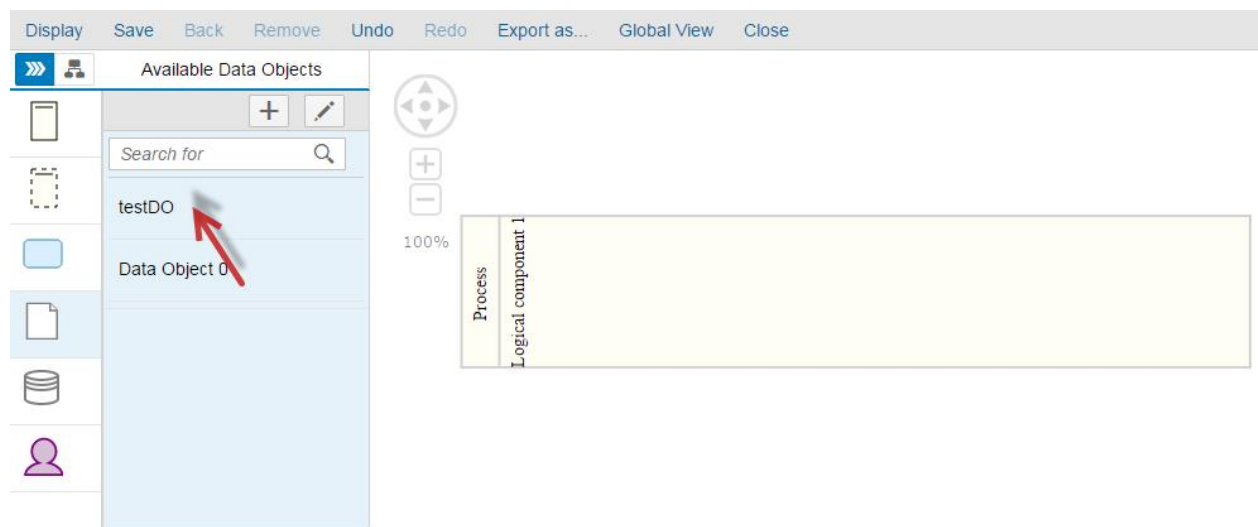 Display Save Back Remove Undo Redo Export as... Global View Close
Available Data Objects
Search for
testDO
Data Object 0
100%
Process
Logical component 1